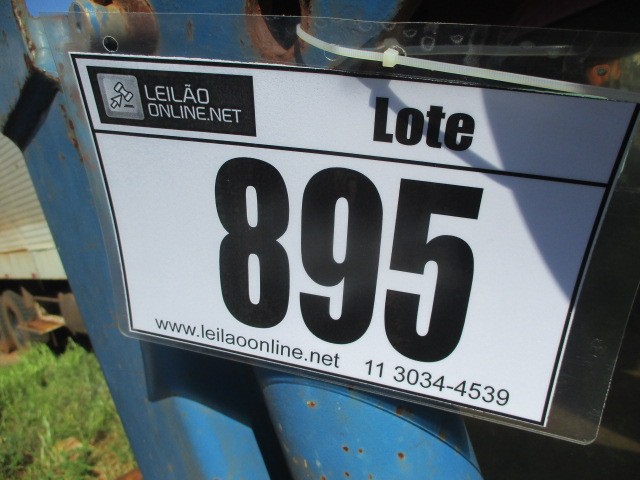 LEILÃO
ONLINE.NET
Lote
895
www.leilaoonline.net 11 3034-4539